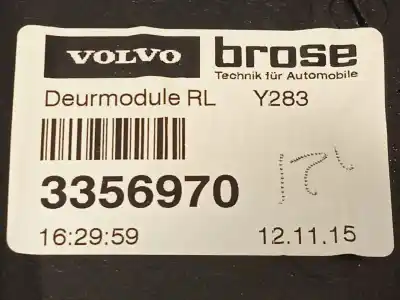 VOLVO
brose
Technik für Automobile
Deurmodule RL Y283
3356970
16:29:59 12.11.15